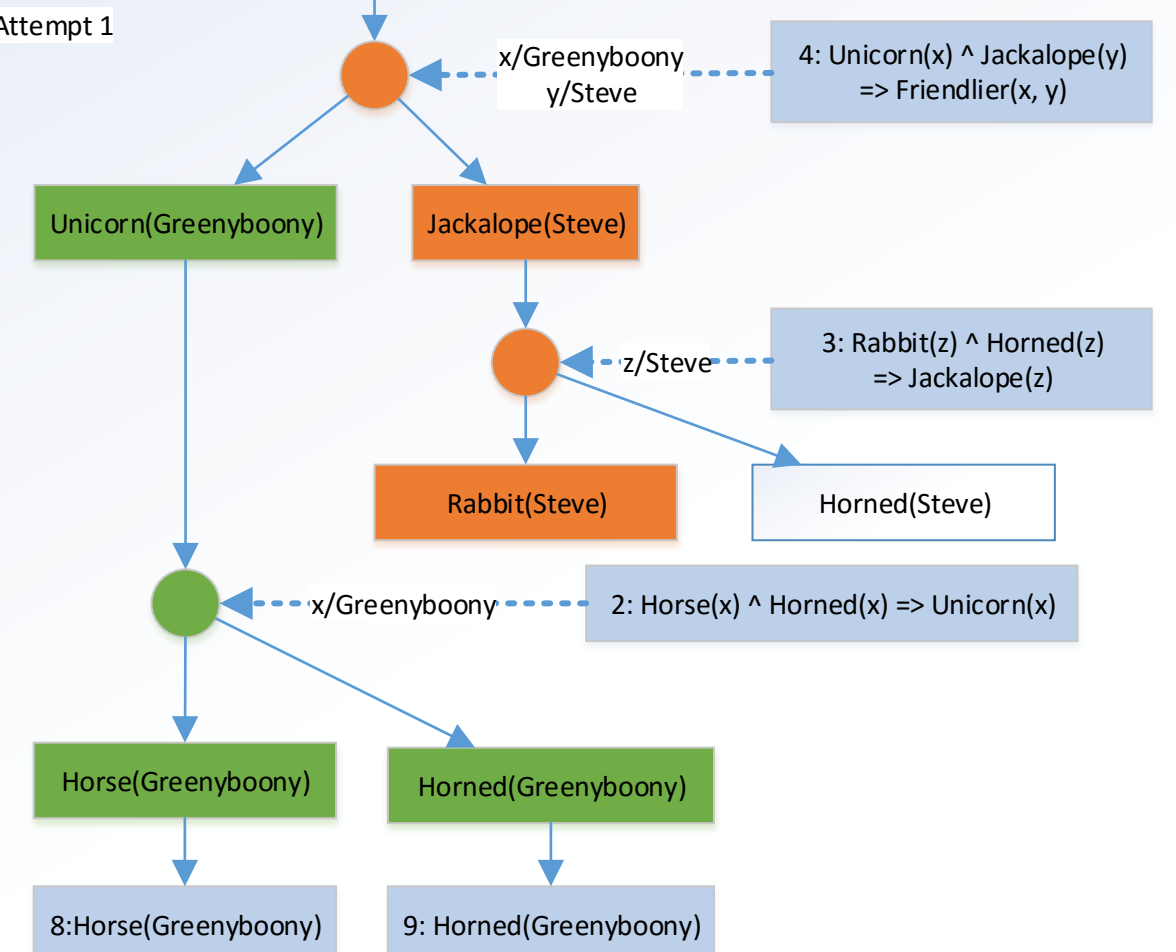 Attempt 1
x/Greenyboony
y/Steve
4: Unicorn(x) ^ Jackalope(y)
=> Friendlier(x, y)
Unicorn(Greenyboony)
Jackalope(Steve)
z/Steve
3: Rabbit(z) ^ Horned(z)
=> Jackalope(z)
Rabbit(Steve)
Horned(Steve)
x/Greenyboony
2: Horse(x) ^ Horned(x) => Unicorn(x)
Horse(Greenyboony)
Horned(Greenyboony)
8:Horse(Greenyboony)
9: Horned(Greenyboony)